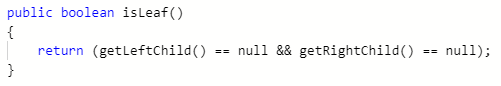 public boolean isLeaf()
{
    return (getLeftChild() == null && getRightChild() == null);
}